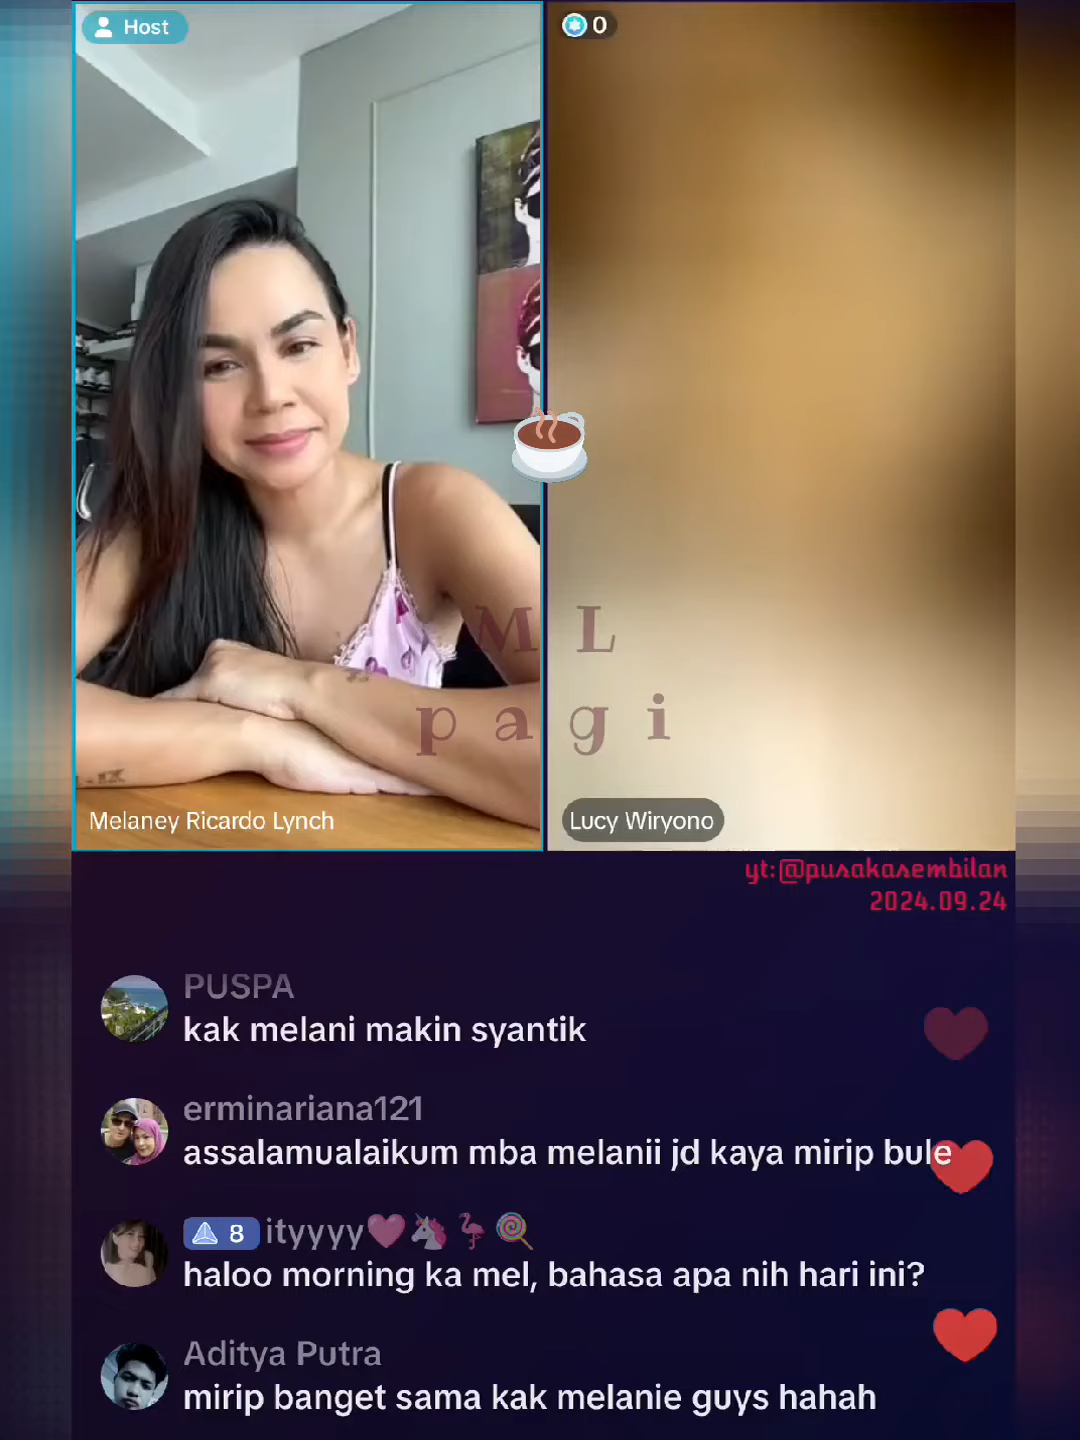 Host
0
M L
pagi
Melaney Ricardo Lynch
Lucy Wiryono
yt:@pusakasembilan
2024.09.24
PUSPA
kak melani makin syantik
erminariana121
assalamualaikum mba melanii jd kaya mirip bule
8 ityyyy💗🦄🦩🍭
haloo morning ka mel, bahasa apa nih hari ini?
Aditya Putra
mirip banget sama kak melanie guys hahah